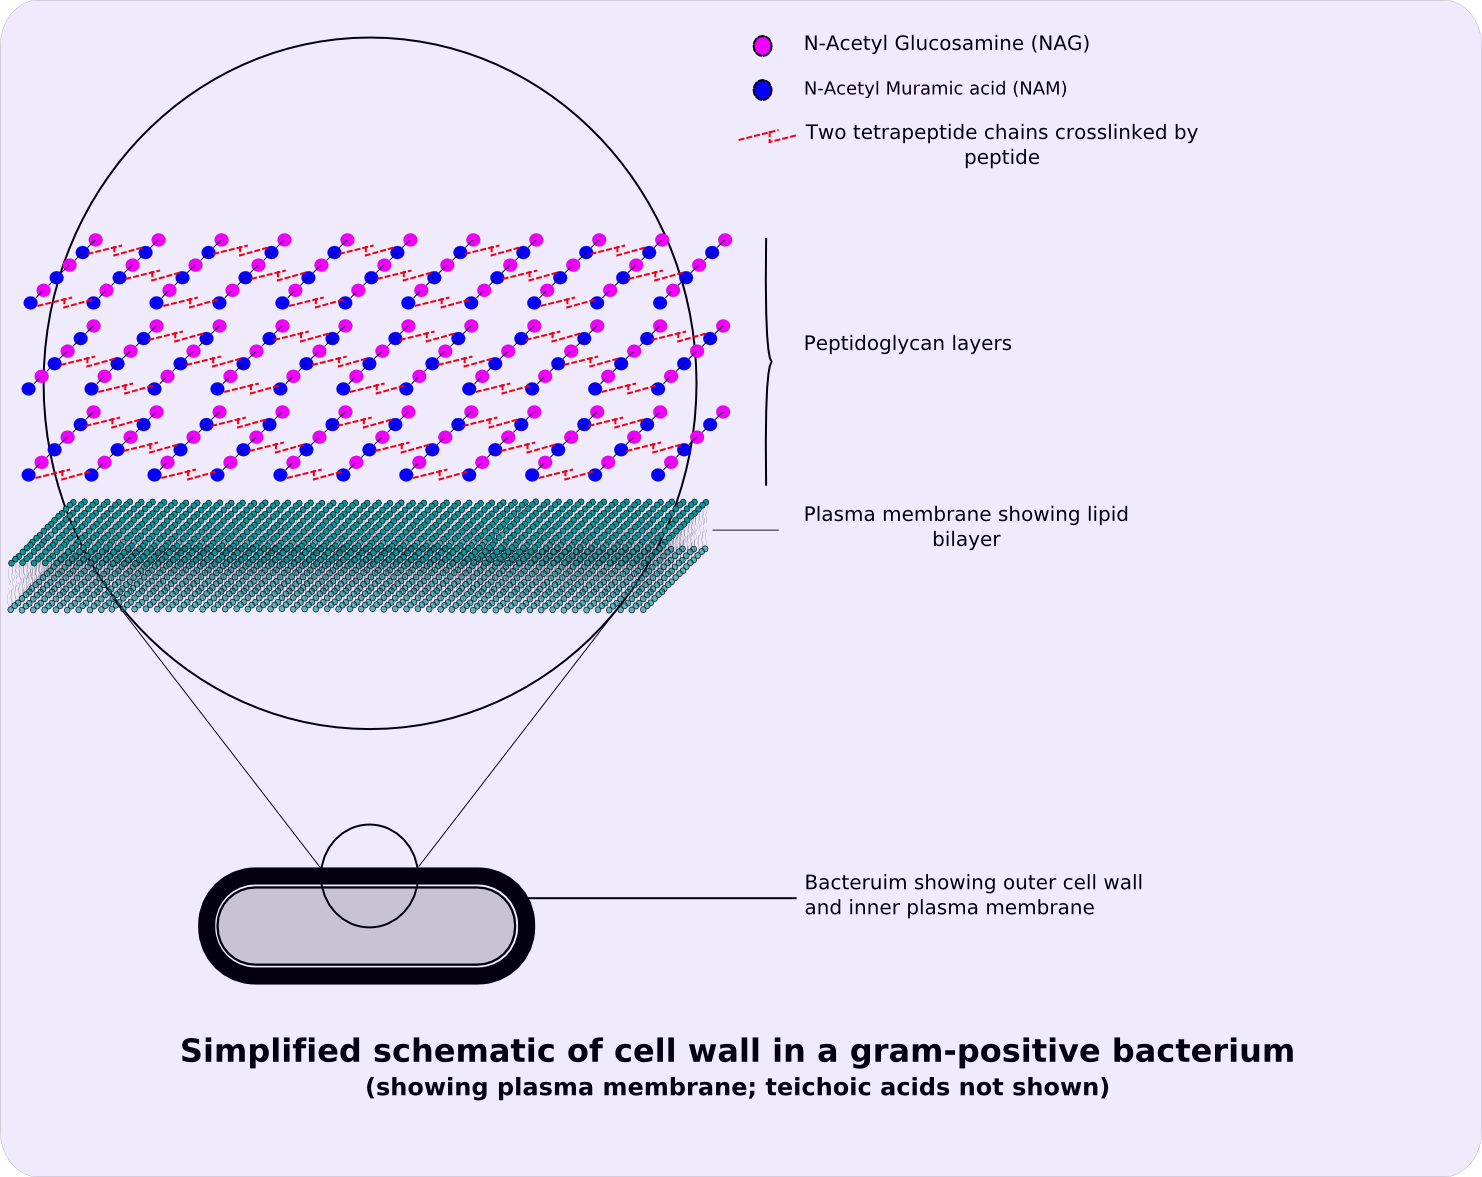 N-Acetyl Glucosamine (NAG)
N-Acetyl Muramic acid (NAM)
Two tetrapeptide chains crosslinked by
peptide
Peptidoglycan layers
Plasma membrane showing lipid
bilayer
Bacteruim showing outer cell wall
and inner plasma membrane
Simplified schematic of cell wall in a gram-positive bacterium
(showing plasma membrane; teichoic acids not shown)